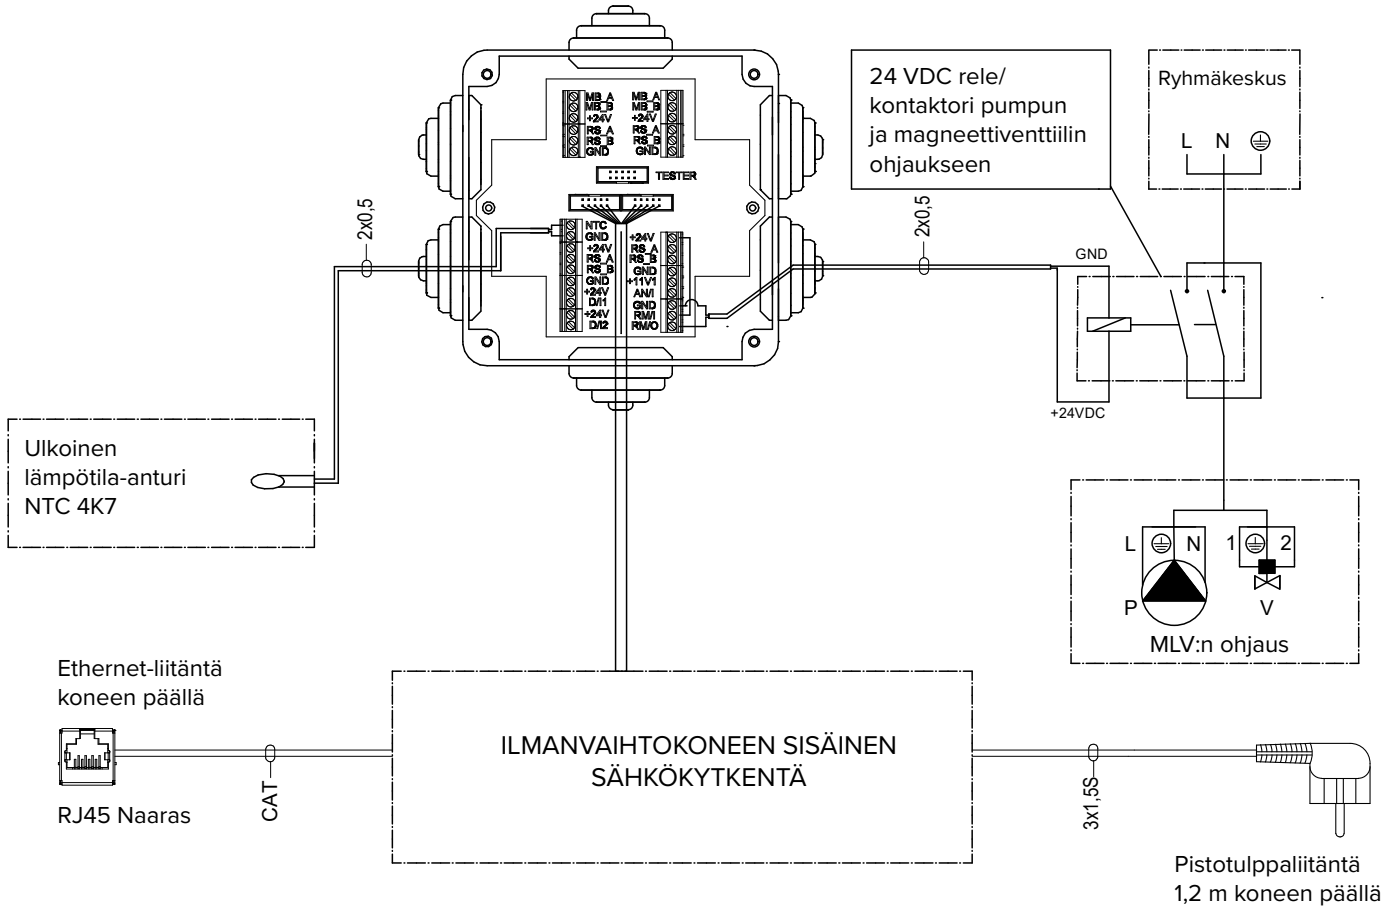 24 VDC rele/
kontaktori pumpun
ja magneettiventtiilin
ohjaukseen
Ryhmäkeskus
L N
MB_A
MB_B
+24V
RS_A
RS_B
GND
MB_A
MB_B
+24V
RS_A
RS_B
GND
TESTER
NTC
GND
+24V
RS_A
RS_B
GND
+24V
D/I1
+24V
D/I2
+24V
RS_A
RS_B
GND
+11V1
AN/I
GND
RM/I
RM/O
2x0,5
2x0,5
GND
+24VDC
Ulkoinen
lämpötila-anturi
NTC 4K7
L N 1 2
P V
MLV:n ohjaus
Ethernet-liitäntä
koneen päällä
RJ45 Naaras
CAT
ILMANVAIHTOKONEEN SISÄINEN
SÄHKÖKYTKENTÄ
3x1,5S
Pistotulppaliitäntä
1,2 m koneen päällä